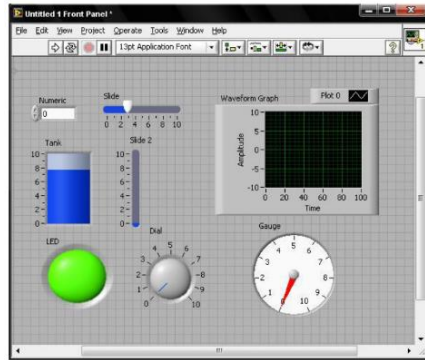 Untitled 1 Front Panel *
File Edit View Project Operate Tools Window Help
13pt Application Font
Numeric
0
Slide
0 2 4 6 8 10
Waveform Graph
Plot 0
Amplitude
10
5
0
-5
-10
0 20 40 60 80 100
Time
Tank
10
8
6
4
2
0
Slide 2
10
8
6
4
2
0
LED
Dial
0 1 2 3 4 5 6 7 8 9 10
Gauge
0 1 2 3 4 5 6 7 8 9 10